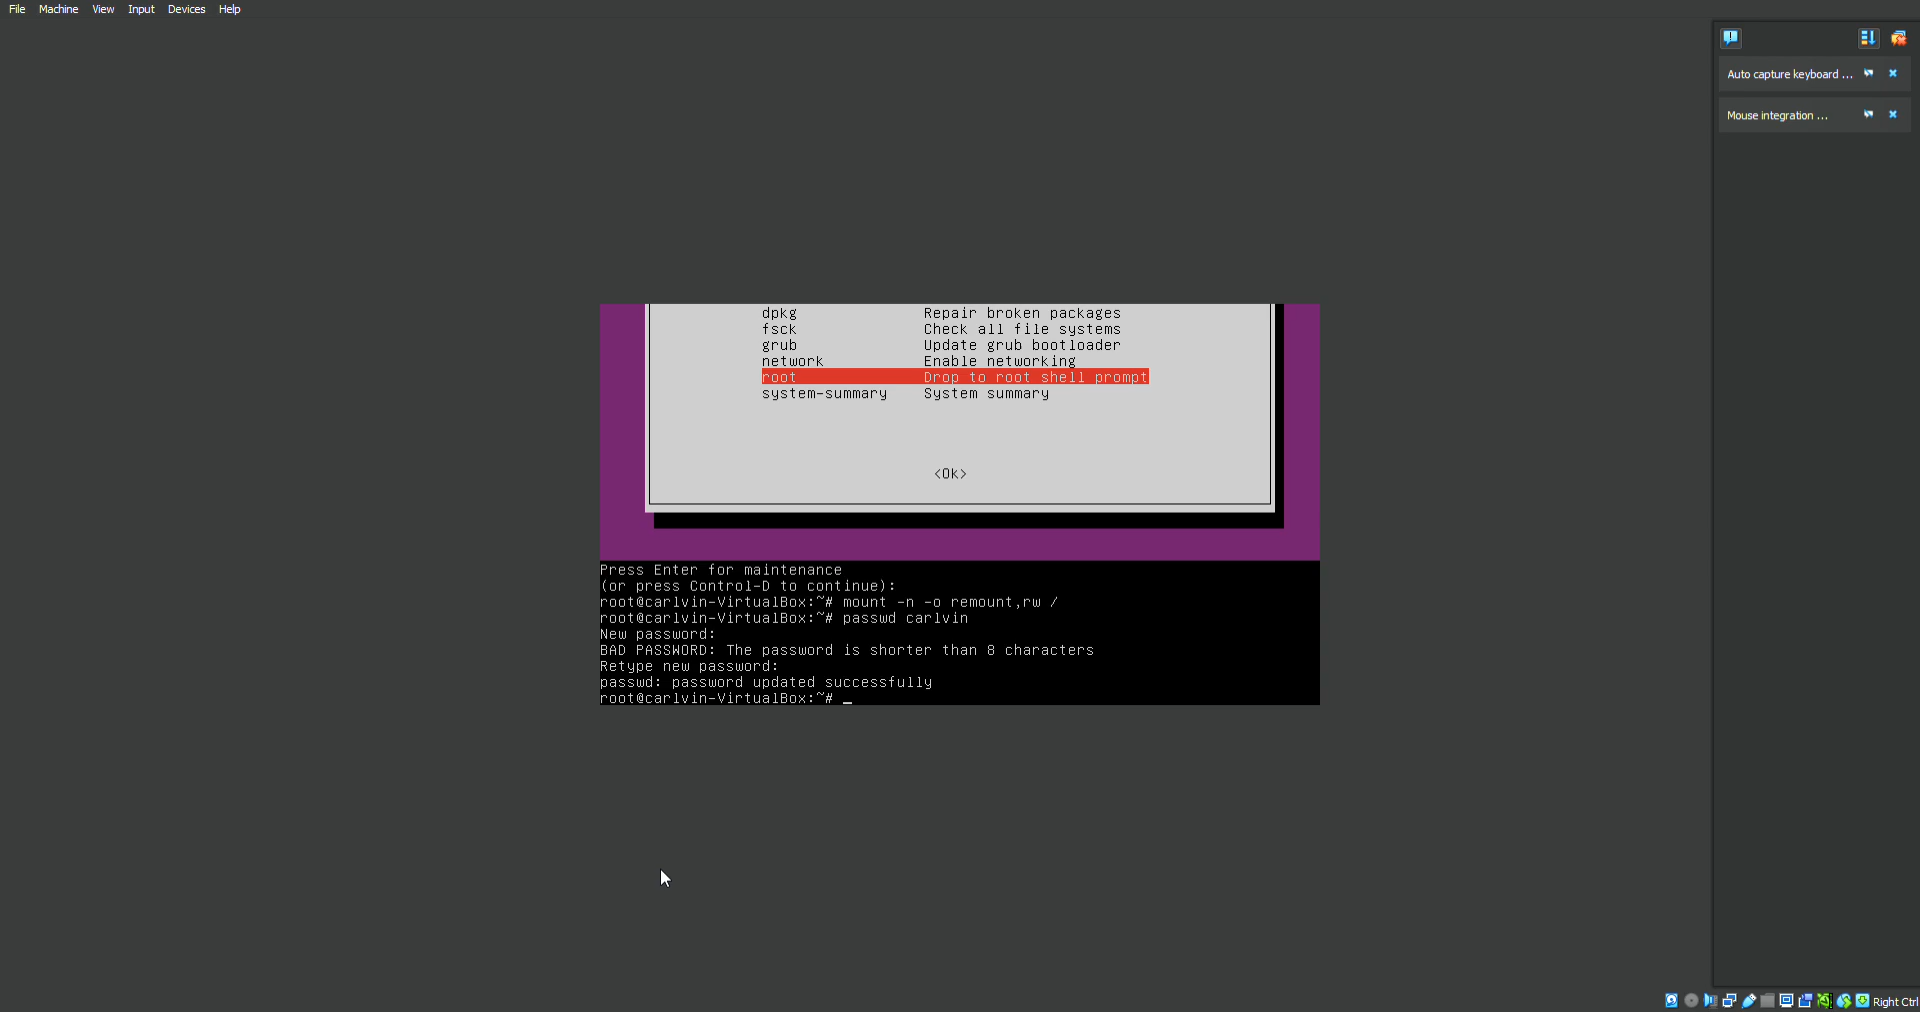 File Machine View Input Devices Help
Auto capture keyboard ...
Mouse integration ...
dpkg Repair broken packages
fsck Check all file systems
grub Update grub bootloader
network Enable networking
root Drop to root shell prompt
system-summary System summary
<Ok>
Press Enter for maintenance
(or press Control-D to continue):
root@carlvin-VirtualBox:~# mount -n -o remount,rw /
root@carlvin-VirtualBox:~# passwd carlvin
New password:
BAD PASSWORD: The password is shorter than 8 characters
Retype new password:
passwd: password updated successfully
root@carlvin-VirtualBox:~# _
Right Ctrl